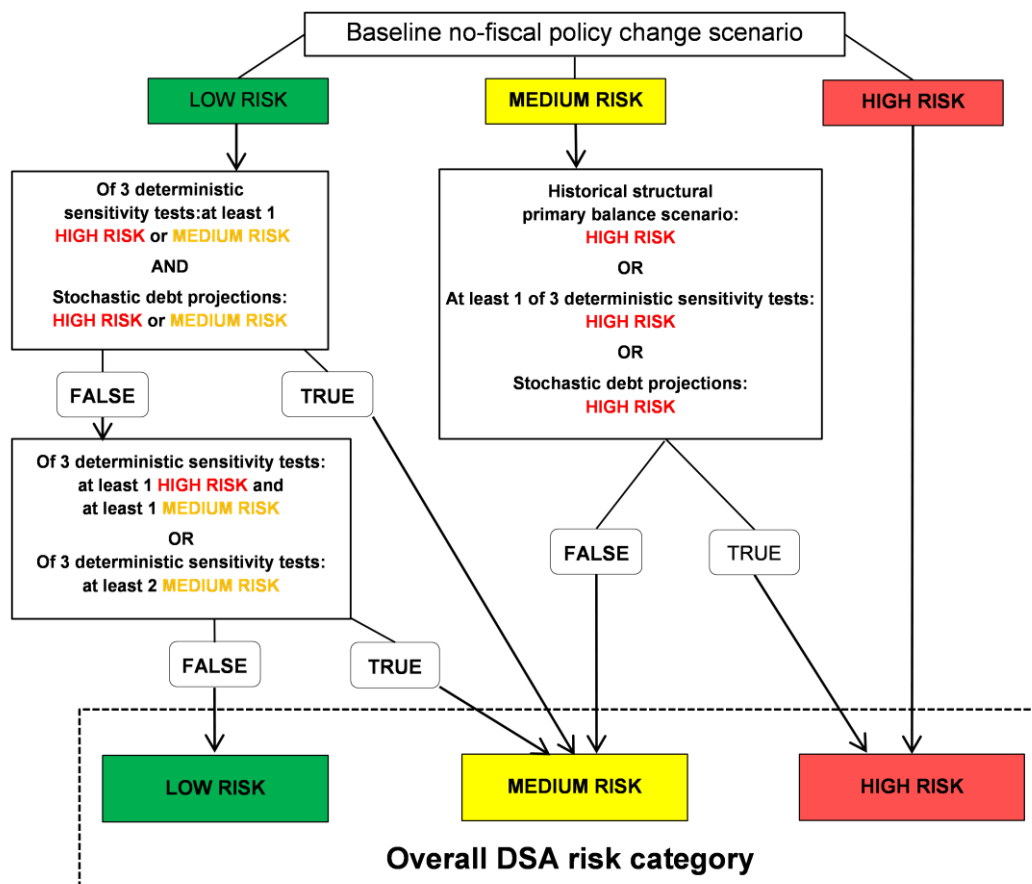 Baseline no-fiscal policy change scenario
LOW RISK
MEDIUM RISK
HIGH RISK
Of 3 deterministic
sensitivity tests:at least 1
HIGH RISK or MEDIUM RISK
AND
Stochastic debt projections:
HIGH RISK or MEDIUM RISK
Historical structural
primary balance scenario:
HIGH RISK
OR
At least 1 of 3 deterministic sensitivity tests:
HIGH RISK
OR
Stochastic debt projections:
HIGH RISK
FALSE
TRUE
Of 3 deterministic sensitivity tests:
at least 1 HIGH RISK and
at least 1 MEDIUM RISK
OR
Of 3 deterministic sensitivity tests:
at least 2 MEDIUM RISK
FALSE
TRUE
FALSE
TRUE
LOW RISK
MEDIUM RISK
HIGH RISK
Overall DSA risk category